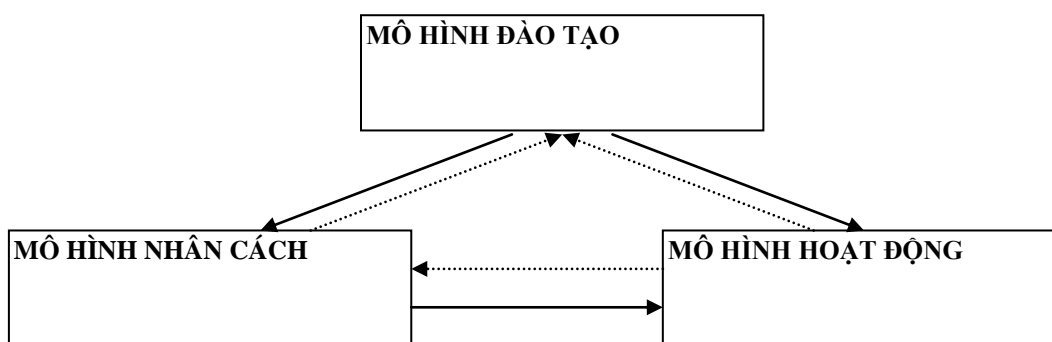 MÔ HÌNH ĐÀO TẠO
MÔ HÌNH NHÂN CÁCH
MÔ HÌNH HOẠT ĐỘNG